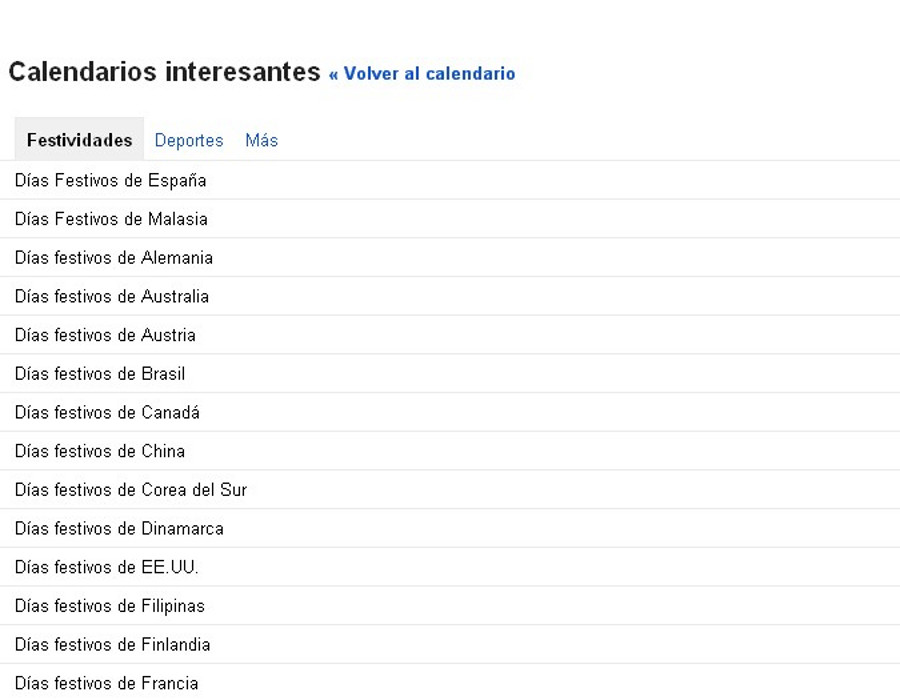 Calendarios interesantes « Volver al calendario
Festividades Deportes Más
Días Festivos de España
Días Festivos de Malasia
Días festivos de Alemania
Días festivos de Australia
Días festivos de Austria
Días festivos de Brasil
Días festivos de Canadá
Días festivos de China
Días festivos de Corea del Sur
Días festivos de Dinamarca
Días festivos de EE.UU.
Días festivos de Filipinas
Días festivos de Finlandia
Días festivos de Francia